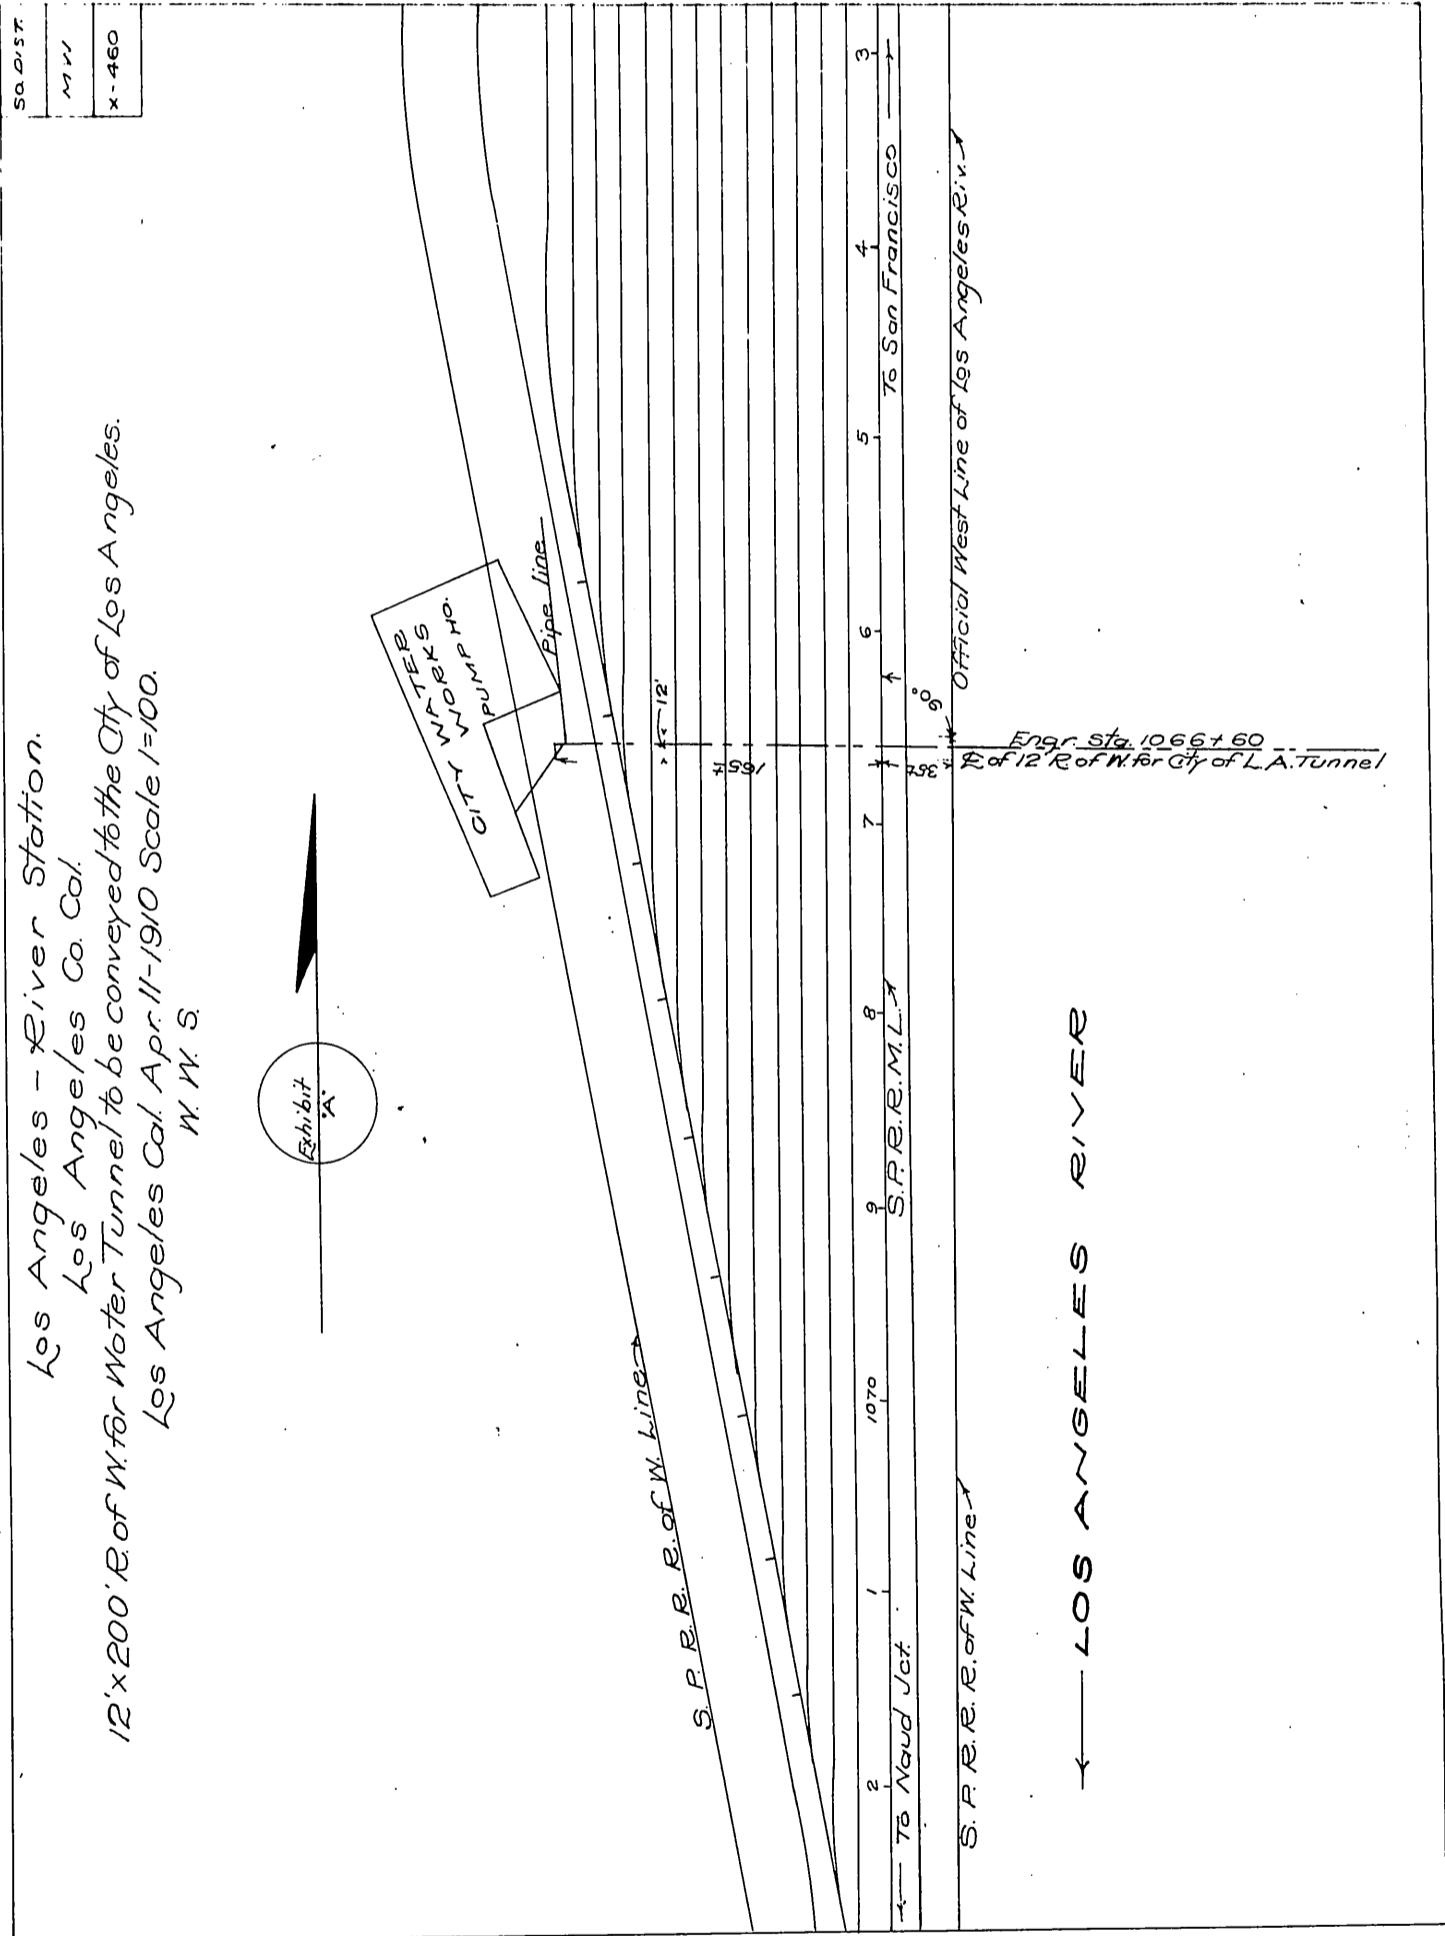 SQ. DIST.
MW
X-460
Los Angeles - River Station.
Los Angeles Co. Cal.
12'x200' R. of W. for Water Tunnel to be conveyed to the City of Los Angeles.
Los Angeles Cal. Apr. 11-1910 Scale 1=100.
W. W. S.
Exhibit
"A"
CITY WATER
WORKS
PUMP HO.
Pipe line
12'
165±
35±
90°
S. P. R. R. R. of W. Line
2
1
1070
9
8
7
6
5
4
3
To Naud Jct.
S.P.R.R.M.L.
To San Francisco
S. P. R. R. R. of W. Line
Official West Line of Los Angeles Riv.
Engr. Sta. 1066+60
℄ of 12' R. of W. for City of L.A. Tunnel
LOS ANGELES RIVER